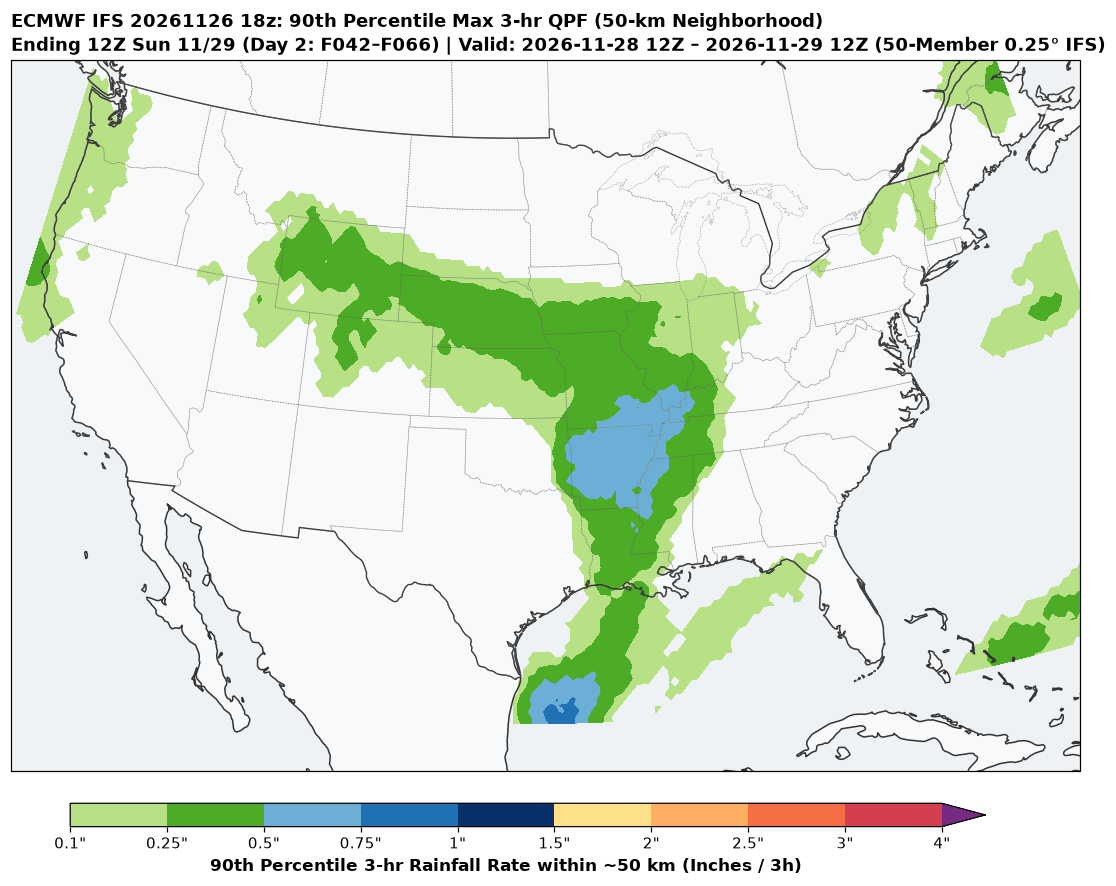 ECMWF IFS 20261126 18z: 90th Percentile Max 3-hr QPF (50-km Neighborhood)
Ending 12Z Sun 11/29 (Day 2: F042–F066) | Valid: 2026-11-28 12Z – 2026-11-29 12Z (50-Member 0.25° IFS)
0.1" 0.25" 0.5" 0.75" 1" 1.5" 2" 2.5" 3" 4"
90th Percentile 3-hr Rainfall Rate within ~50 km (Inches / 3h)